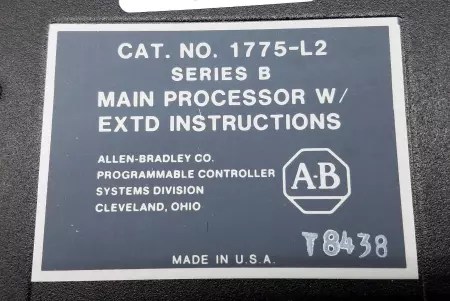 CAT. NO. 1775-L2
SERIES B
MAIN PROCESSOR W/
EXTD INSTRUCTIONS
ALLEN-BRADLEY CO.
PROGRAMMABLE CONTROLLER
SYSTEMS DIVISION
CLEVELAND, OHIO
A-B
T8438
MADE IN U.S.A.